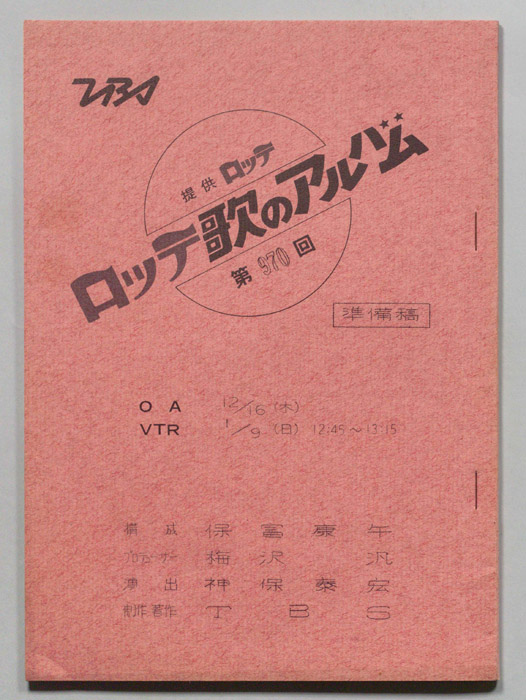 TBS
提供 ロッテ
ロッテ歌のアルバム
第970回
準備稿
OA 12/16(木)
VTR 1/9(日) 12:45〜13:15
構成 保富康午
プロデューサー 梅沢 汎
演出 神保泰宏
制作著作 TBS